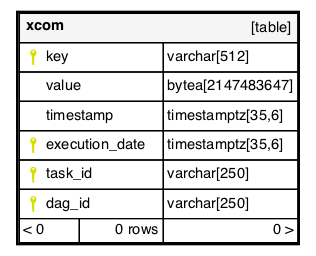 xcom [table]
key varchar[512]
value bytea[2147483647]
timestamp timestamptz[35,6]
execution_date timestamptz[35,6]
task_id varchar[250]
dag_id varchar[250]
< 0 0 rows 0 >